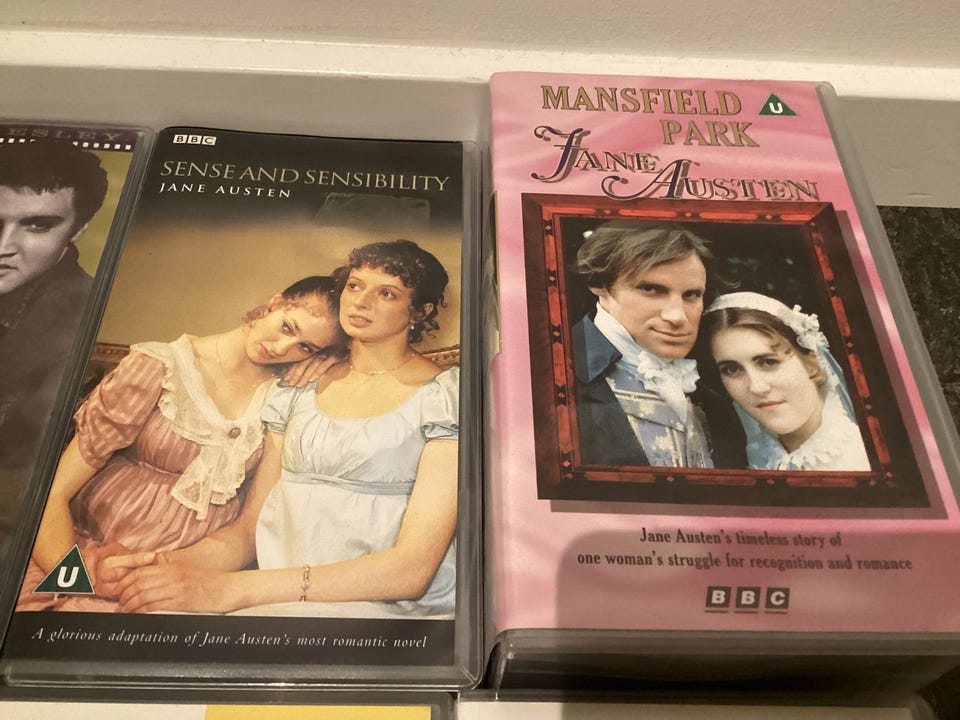 ESLEY
BBC
SENSE AND SENSIBILITY
JANE AUSTEN
U
A glorious adaptation of Jane Austen's most romantic novel
MANSFIELD
PARK
U
JANE AUSTEN
Jane Austen's timeless story of
one woman's struggle for recognition and romance
BBC